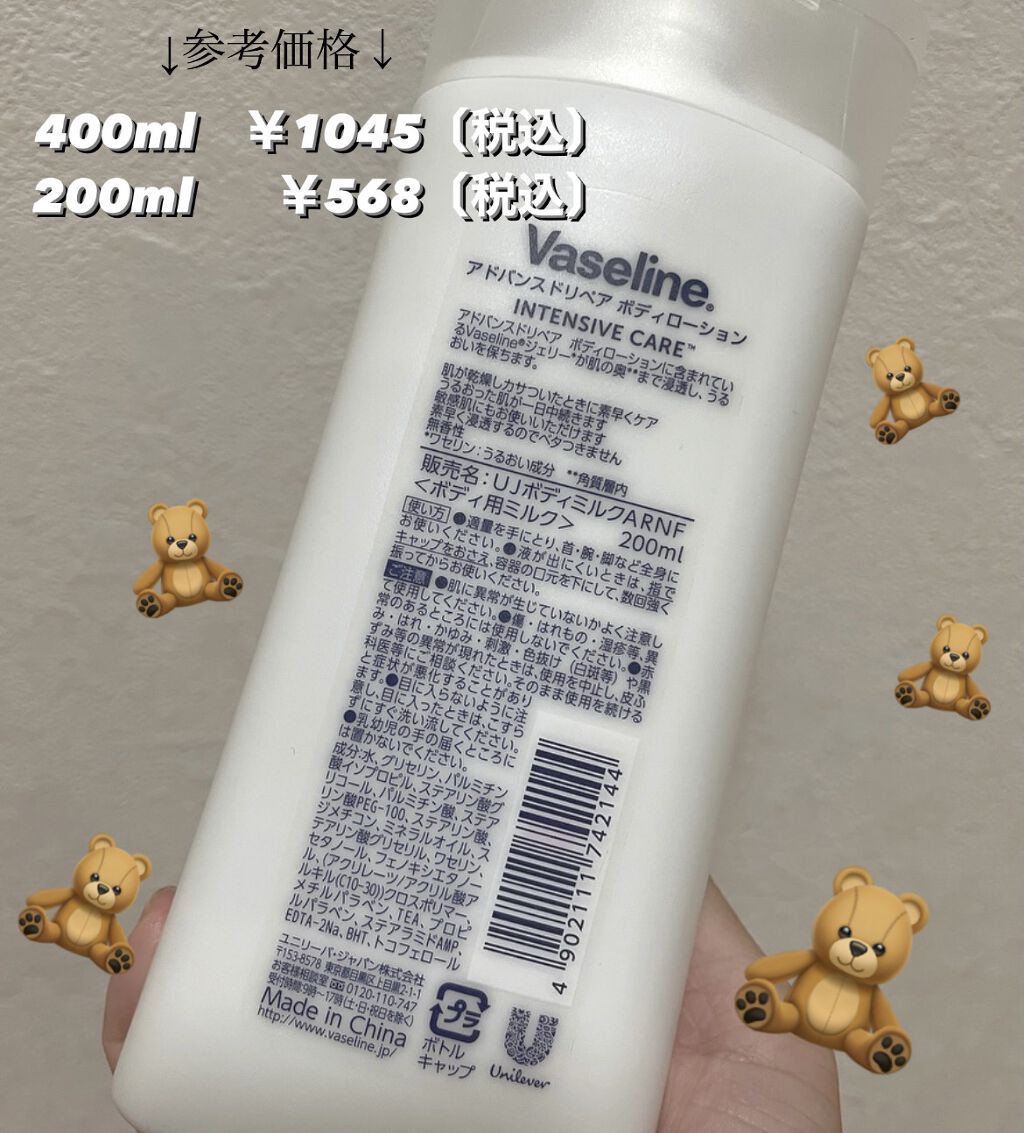 ↓参考価格↓
400ml ￥1045〔税込〕
200ml ￥568〔税込〕
Vaseline®
アドバンスドリペア ボディローション
INTENSIVE CARE™
アドバンスドリペア ボディローションに含まれてい
るVaseline®ジェリー*が肌の奥**まで浸透し、うる
おいを保ちます。
肌が乾燥しカサついたときに素早くケア
うるおった肌が一日中続きます
敏感肌にもお使いいただけます
素早く浸透するのでベタつきません
無香性
*ワセリン：うるおい成分 **角質層内
販売名：UJボディミルクARNF
＜ボディ用ミルク＞ 200ml
使い方 ●適量を手にとり、首・腕・脚など全身に
お使いください。●液が出にくいときは、指で
キャップをおさえ、容器の口元を下にして、数回強く
振ってからお使いください。
ご注意 ●肌に異常が生じていないかよく注意し
て使用してください。●傷・はれもの・湿疹等、異
常のあるところには使用しないでください。●赤
み・はれ・かゆみ・刺激・色抜け（白斑等）や黒
ずみ等の異常が現れたときは、使用を中止し、皮ふ
科医等にご相談ください。そのまま使用を続ける
と症状が悪化することがあり
ます。●目に入らないように注
意し、目に入ったときは、こすら
ずにすぐ洗い流してください。
●乳幼児の手の届くところに
は置かないでください。
成分:水、グリセリン、パルミチン
酸イソプロピル、ステアリン酸グ
リコール、パルミチン酸、ステア
リン酸PEG-100、ステアリン酸、
ジメチコン、ミネラルオイル、ス
テアリン酸グリセリル、ワセリン、
セタノール、フェノキシエタノー
ル、(アクリレーツ/アクリル酸ア
ルキル(C10-30))クロスポリマー、
メチルパラベン、TEA、プロピ
ルパラベン、ステアラミドAMP、
EDTA-2Na、BHT、トコフェロール
4 902111 742144
ユニリーバ・ジャパン株式会社
〒153-8578 東京都目黒区上目黒2-1-1
お客様相談室 0120-110-747
受付時間:9時～17時(土・日・祝日を除く)
Made in China
http://www.vaseline.jp/
プラ
ボトル
キャップ
Unilever